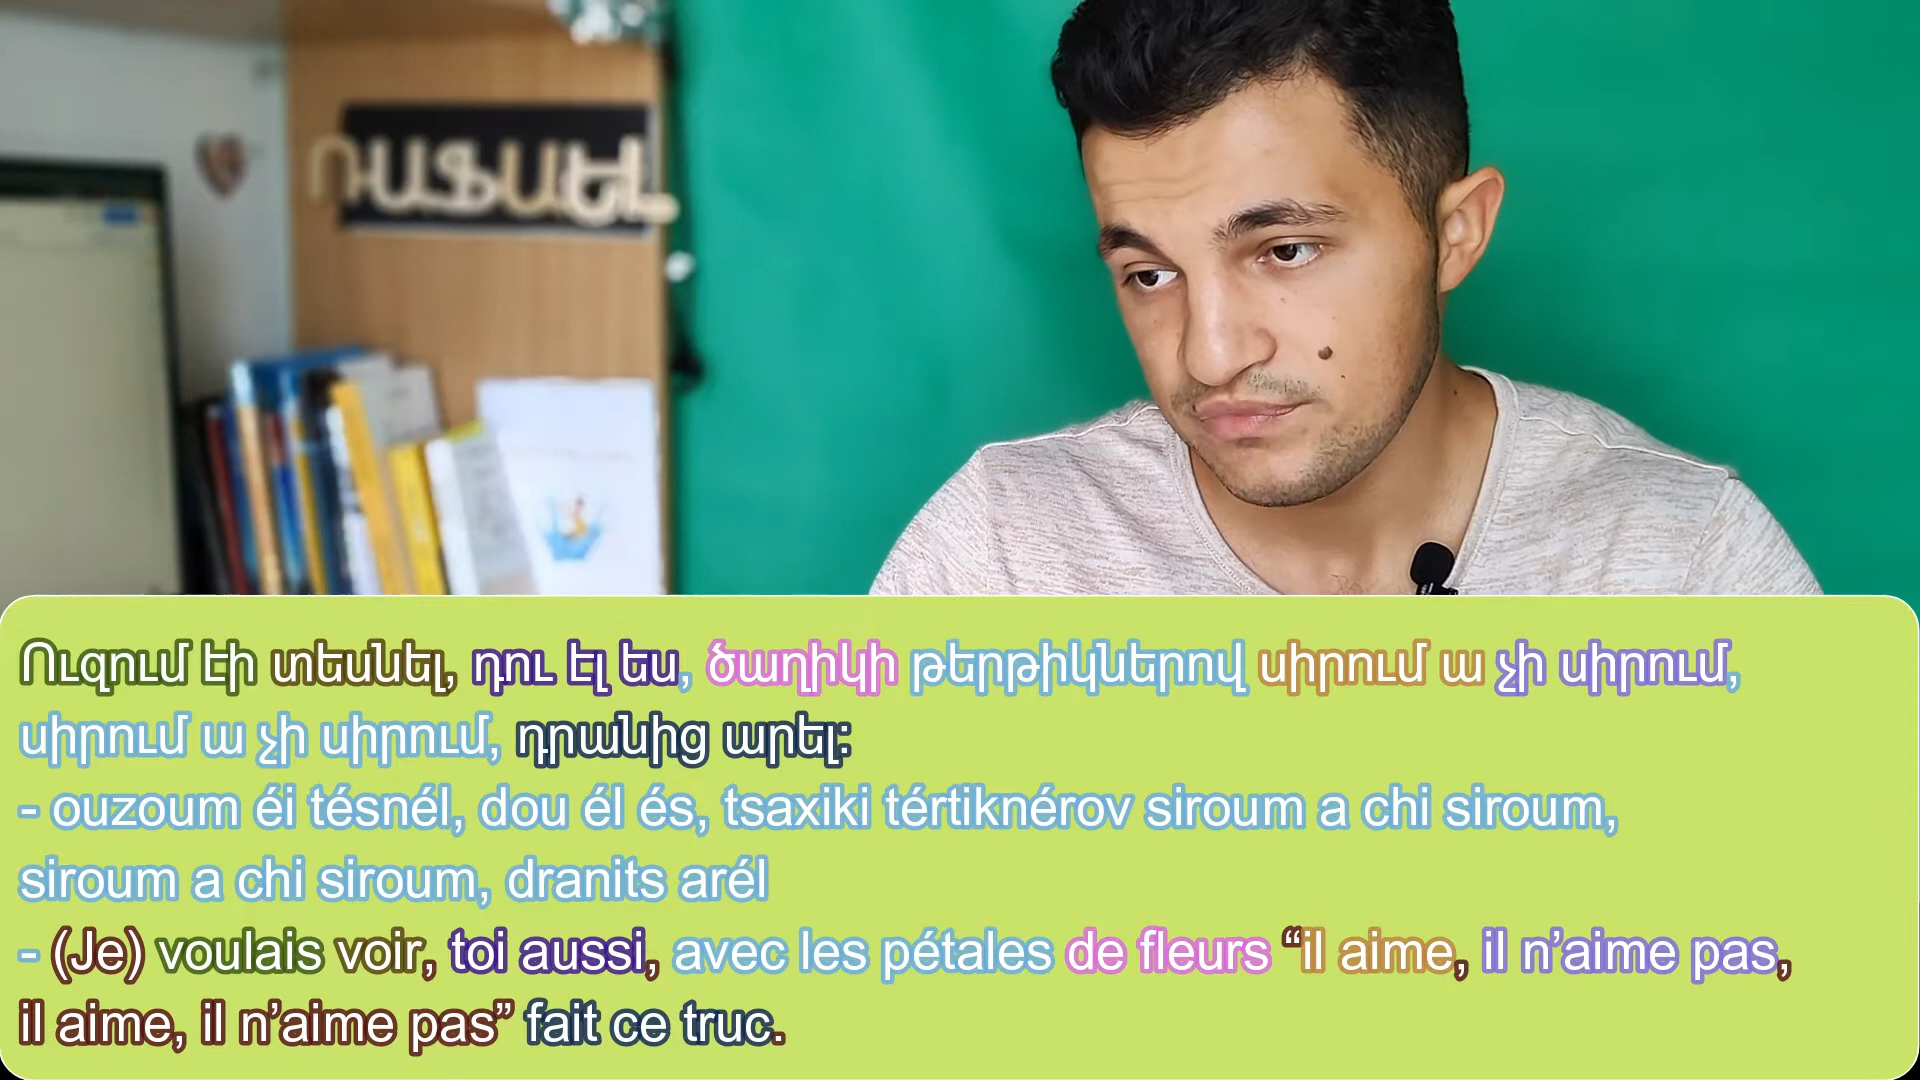 ՌԱՖԱԵԼ
Ուզում էի տեսնել, դու էլ ես, ծաղիկի թերթիկներով սիրում ա չի սիրում,
սիրում ա չի սիրում, դրանից արել:
- ouzoum éi tésnél, dou él és, tsaxiki tértiknérov siroum a chi siroum,
siroum a chi siroum, dranits arél
- (Je) voulais voir, toi aussi, avec les pétales de fleurs “il aime, il n’aime pas,
il aime, il n’aime pas” fait ce truc.